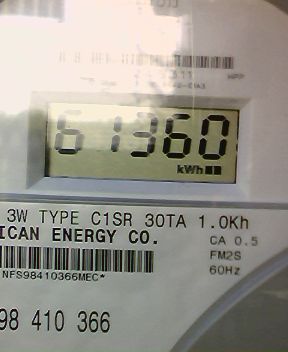 61360
kWh
3W TYPE C1SR 30TA 1.0Kh
ICAN ENERGY CO.
CA 0.5
FM2S
60Hz
NFS98410366MEC*
98 410 366